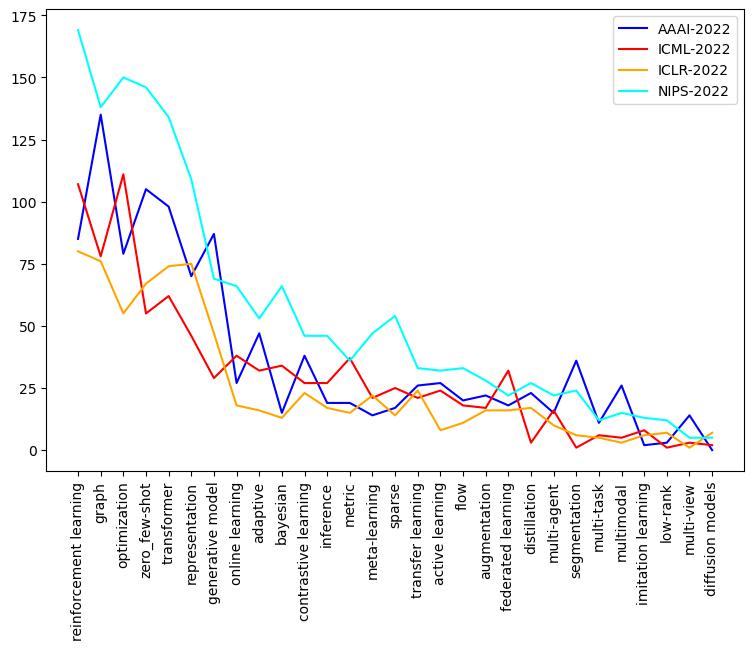 175
150
125
100
75
50
25
0
AAAI-2022
ICML-2022
ICLR-2022
NIPS-2022
reinforcement learning
graph
optimization
zero_few-shot
transformer
representation
generative model
online learning
adaptive
bayesian
contrastive learning
inference
metric
meta-learning
sparse
transfer learning
active learning
flow
augmentation
federated learning
distillation
multi-agent
segmentation
multi-task
multimodal
imitation learning
low-rank
multi-view
diffusion models